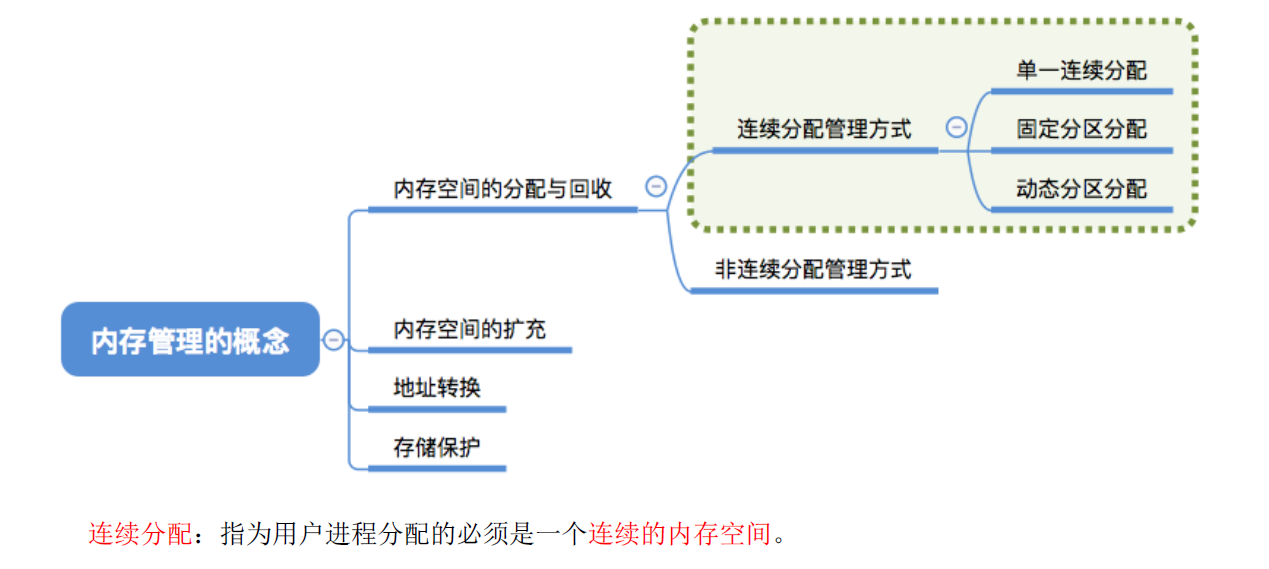 单一连续分配
连续分配管理方式
固定分区分配
内存空间的分配与回收
动态分区分配
非连续分配管理方式
内存管理的概念
内存空间的扩充
地址转换
存储保护
连续分配：指为用户进程分配的必须是一个连续的内存空间。